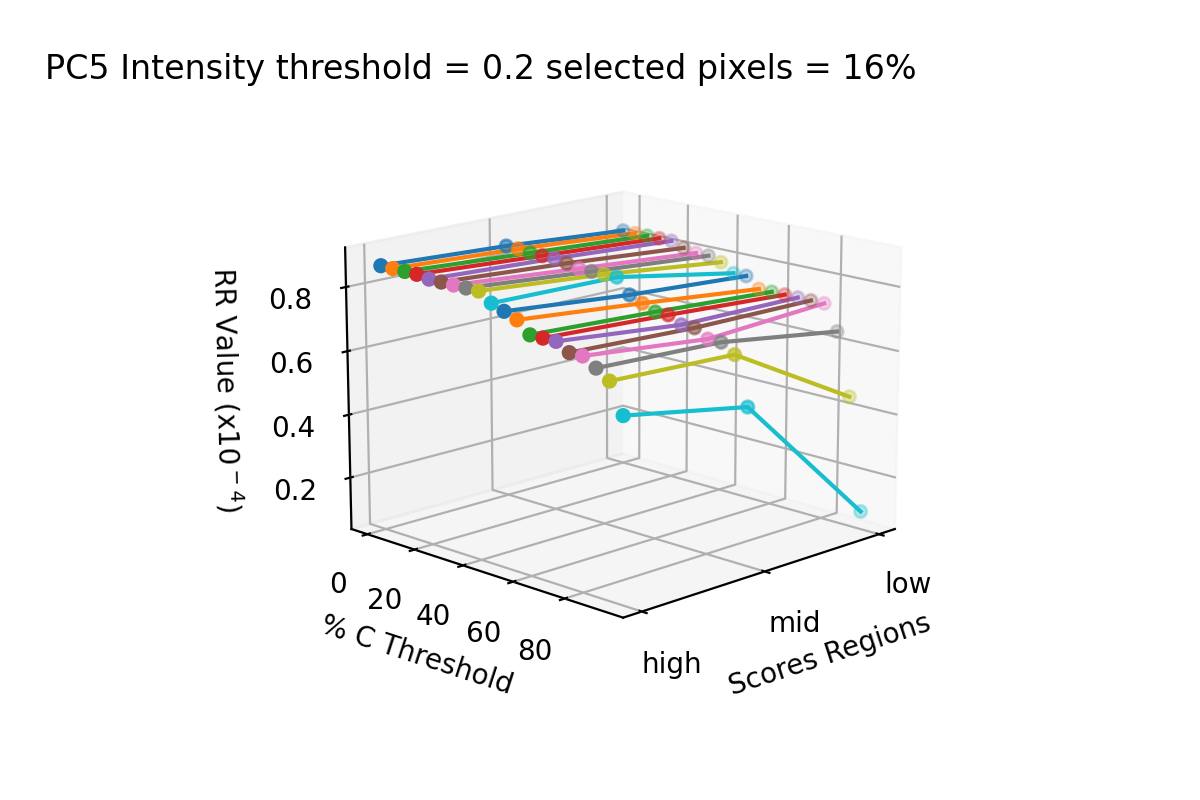 PC5 Intensity threshold = 0.2 selected pixels = 16%
RR Value (x10⁻⁴)
0.8
0.6
0.4
0.2
0
20
40
60
80
% C Threshold
high
mid
low
Scores Regions